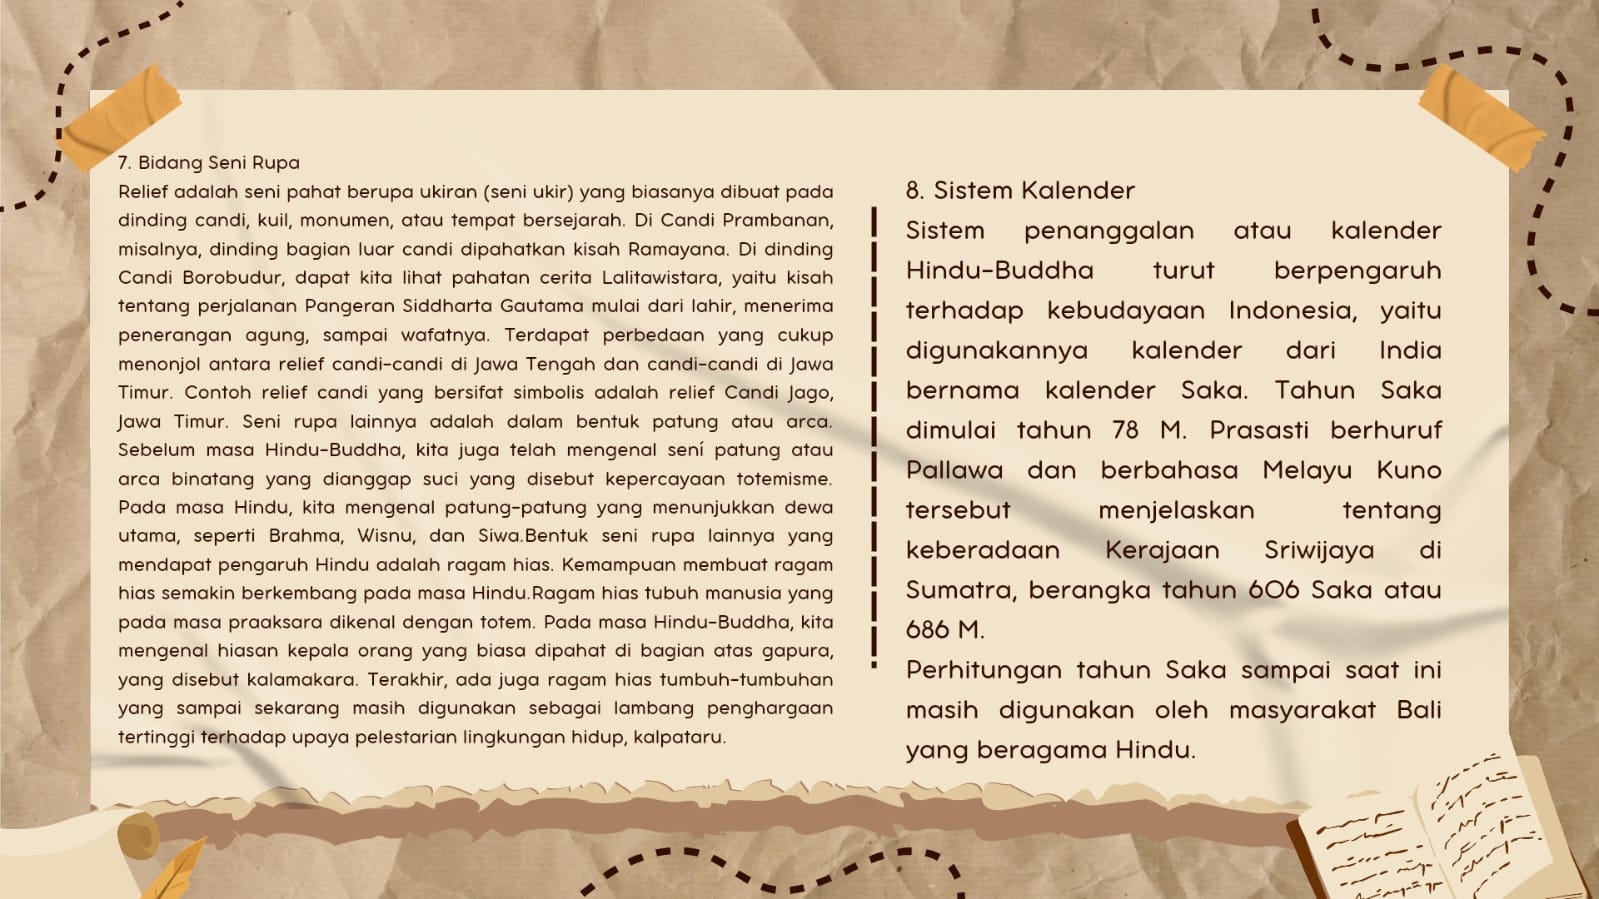 7. Bidang Seni Rupa
Relief adalah seni pahat berupa ukiran (seni ukir) yang biasanya dibuat pada
dinding candi, kuil, monumen, atau tempat bersejarah. Di Candi Prambanan,
misalnya, dinding bagian luar candi dipahatkan kisah Ramayana. Di dinding
Candi Borobudur, dapat kita lihat pahatan cerita Lalitawistara, yaitu kisah
tentang perjalanan Pangeran Siddharta Gautama mulai dari lahir, menerima
penerangan agung, sampai wafatnya. Terdapat perbedaan yang cukup
menonjol antara relief candi-candi di Jawa Tengah dan candi-candi di Jawa
Timur. Contoh relief candi yang bersifat simbolis adalah relief Candi Jago,
Jawa Timur. Seni rupa lainnya adalah dalam bentuk patung atau arca.
Sebelum masa Hindu-Buddha, kita juga telah mengenal sení patung atau
arca binatang yang dianggap suci yang disebut kepercayaan totemisme.
Pada masa Hindu, kita mengenal patung-patung yang menunjukkan dewa
utama, seperti Brahma, Wisnu, dan Siwa.Bentuk seni rupa lainnya yang
mendapat pengaruh Hindu adalah ragam hias. Kemampuan membuat ragam
hias semakin berkembang pada masa Hindu.Ragam hias tubuh manusia yang
pada masa praaksara dikenal dengan totem. Pada masa Hindu-Buddha, kita
mengenal hiasan kepala orang yang biasa dipahat di bagian atas gapura,
yang disebut kalamakara. Terakhir, ada juga ragam hias tumbuh-tumbuhan
yang sampai sekarang masih digunakan sebagai lambang penghargaan
tertinggi terhadap upaya pelestarian lingkungan hidup, kalpataru.
8. Sistem Kalender
Sistem penanggalan atau kalender
Hindu-Buddha turut berpengaruh
terhadap kebudayaan Indonesia, yaitu
digunakannya kalender dari India
bernama kalender Saka. Tahun Saka
dimulai tahun 78 M. Prasasti berhuruf
Pallawa dan berbahasa Melayu Kuno
tersebut menjelaskan tentang
keberadaan Kerajaan Sriwijaya di
Sumatra, berangka tahun 606 Saka atau
686 M.
Perhitungan tahun Saka sampai saat ini
masih digunakan oleh masyarakat Bali
yang beragama Hindu.